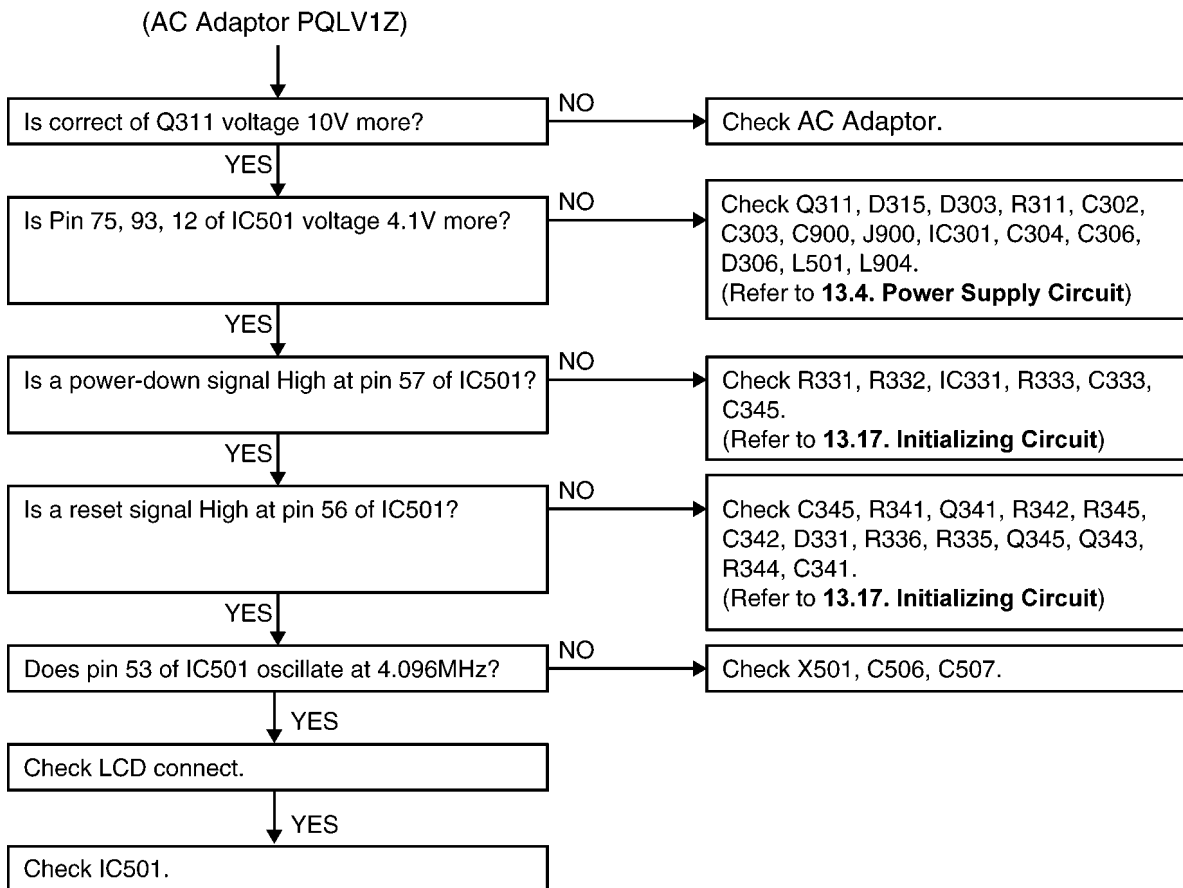 (AC Adaptor PQLV1Z)
Is correct of Q311 voltage 10V more?
NO
Check AC Adaptor.
YES
Is Pin 75, 93, 12 of IC501 voltage 4.1V more?
NO
Check Q311, D315, D303, R311, C302,
C303, C900, J900, IC301, C304, C306,
D306, L501, L904.
(Refer to 13.4. Power Supply Circuit)
YES
Is a power-down signal High at pin 57 of IC501?
NO
Check R331, R332, IC331, R333, C333,
C345.
(Refer to 13.17. Initializing Circuit)
YES
Is a reset signal High at pin 56 of IC501?
NO
Check C345, R341, Q341, R342, R345,
C342, D331, R336, R335, Q345, Q343,
R344, C341.
(Refer to 13.17. Initializing Circuit)
YES
Does pin 53 of IC501 oscillate at 4.096MHz?
NO
Check X501, C506, C507.
YES
Check LCD connect.
YES
Check IC501.